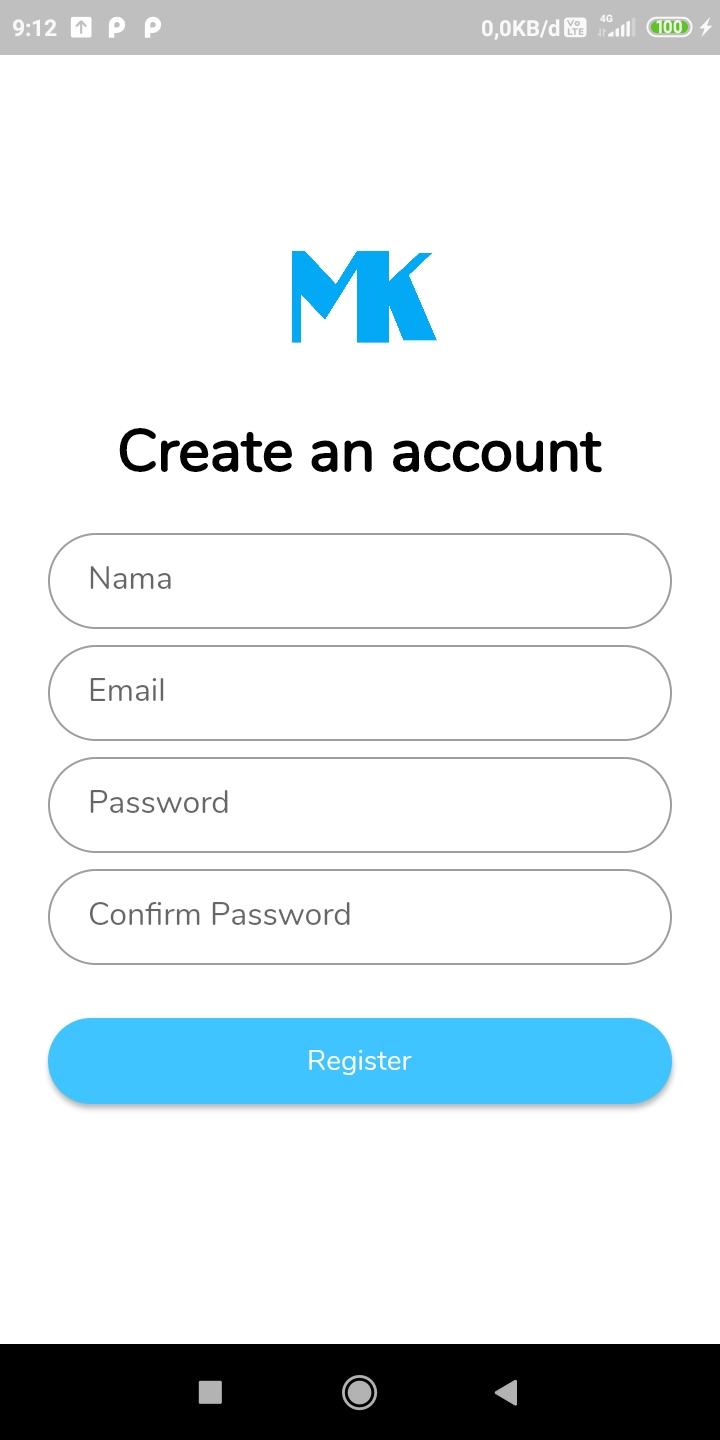 9:12 0,0KB/d Vo LTE 4G 100
MK
Create an account
Nama
Email
Password
Confirm Password
Register